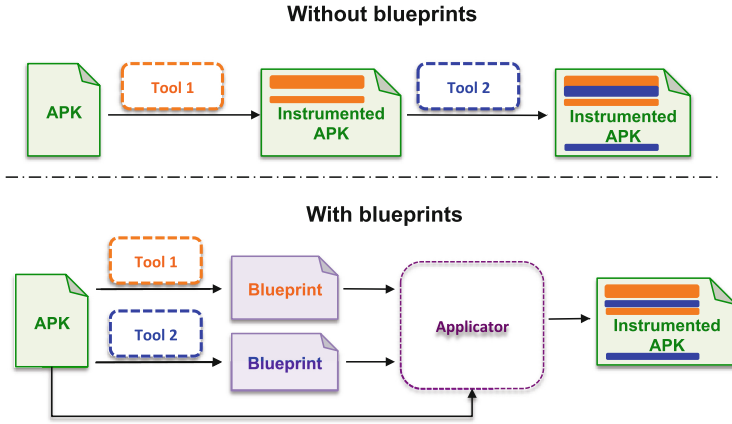 Without blueprints
APK
Tool 1
Instrumented
APK
Tool 2
Instrumented
APK
With blueprints
APK
Tool 1
Blueprint
Tool 2
Blueprint
Applicator
Instrumented
APK